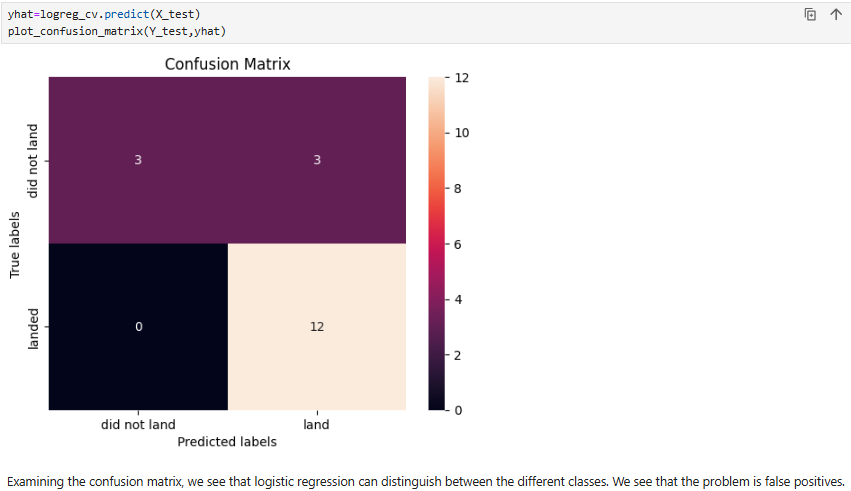 yhat=logreg_cv.predict(X_test)
plot_confusion_matrix(Y_test,yhat)
Confusion Matrix
did not land
3
3
True labels
landed
0
12
did not land
land
Predicted labels
12
10
8
6
4
2
0
Examining the confusion matrix, we see that logistic regression can distinguish between the different classes. We see that the problem is false positives.